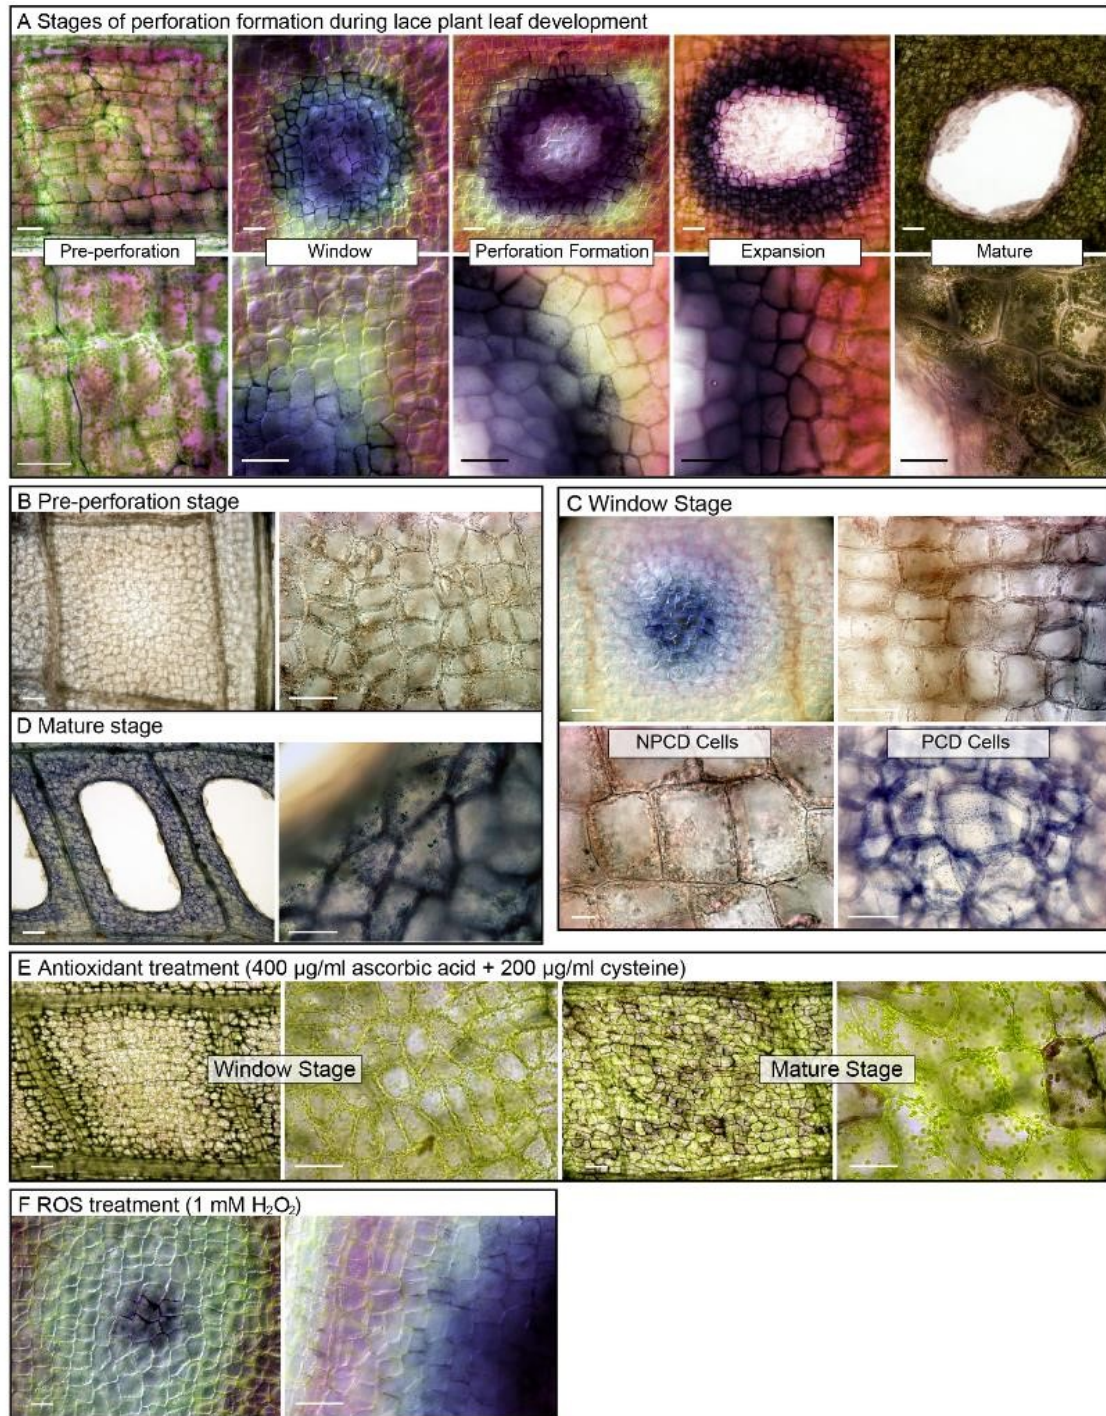 A Stages of perforation formation during lace plant leaf development
Pre-perforation
Window
Perforation Formation
Expansion
Mature
B Pre-perforation stage
C Window Stage
D Mature stage
NPCD Cells
PCD Cells
E Antioxidant treatment (400 µg/ml ascorbic acid + 200 µg/ml cysteine)
Window Stage
Mature Stage
F ROS treatment (1 mM H₂O₂)